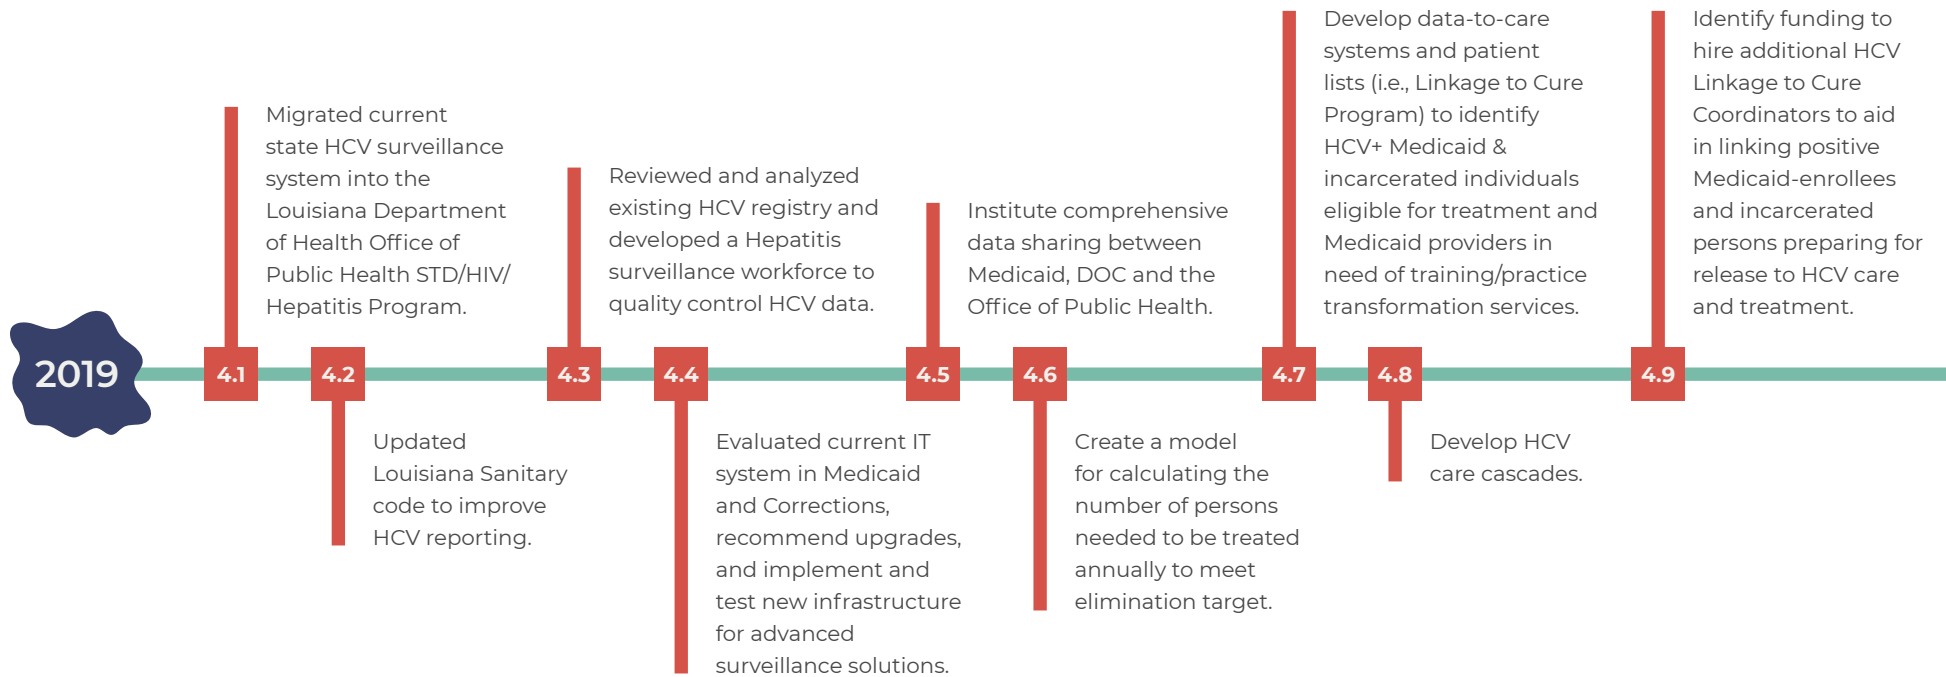 2019
4.1
Migrated current
state HCV surveillance
system into the
Louisiana Department
of Health Office of
Public Health STD/HIV/
Hepatitis Program.
4.2
Updated
Louisiana Sanitary
code to improve
HCV reporting.
4.3
Reviewed and analyzed
existing HCV registry and
developed a Hepatitis
surveillance workforce to
quality control HCV data.
4.4
Evaluated current IT
system in Medicaid
and Corrections,
recommend upgrades,
and implement and
test new infrastructure
for advanced
surveillance solutions.
4.5
Institute comprehensive
data sharing between
Medicaid, DOC and the
Office of Public Health.
4.6
Create a model
for calculating the
number of persons
needed to be treated
annually to meet
elimination target.
4.7
Develop data-to-care
systems and patient
lists (i.e., Linkage to Cure
Program) to identify
HCV+ Medicaid &
incarcerated individuals
eligible for treatment and
Medicaid providers in
need of training/practice
transformation services.
4.8
Develop HCV
care cascades.
4.9
Identify funding to
hire additional HCV
Linkage to Cure
Coordinators to aid
in linking positive
Medicaid-enrollees
and incarcerated
persons preparing for
release to HCV care
and treatment.